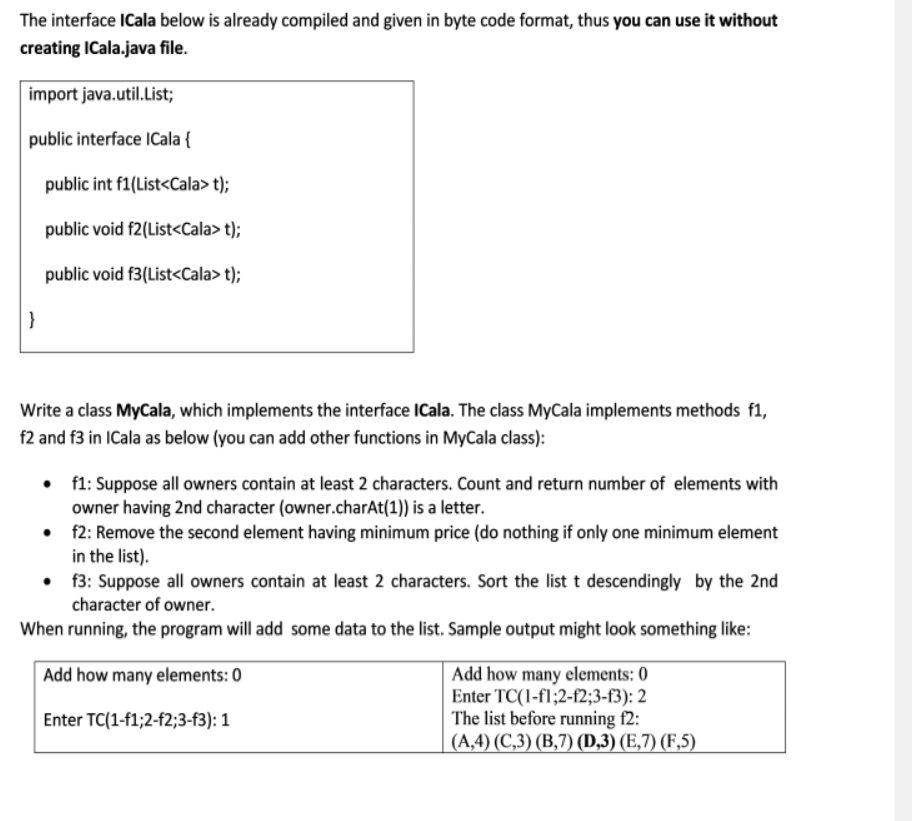 The interface ICala below is already compiled and given in byte code format, thus you can use it without
creating ICala.java file.
import java.util.List;
public interface ICala {
public int f1(List<Cala> t);
public void f2(List<Cala> t);
public void f3(List<Cala> t);
}
Write a class MyCala, which implements the interface ICala. The class MyCala implements methods f1,
f2 and f3 in ICala as below (you can add other functions in MyCala class):
• f1: Suppose all owners contain at least 2 characters. Count and return number of elements with
owner having 2nd character (owner.charAt(1)) is a letter.
• f2: Remove the second element having minimum price (do nothing if only one minimum element
in the list).
• f3: Suppose all owners contain at least 2 characters. Sort the list t descendingly by the 2nd
character of owner.
When running, the program will add some data to the list. Sample output might look something like:
Add how many elements: 0
Enter TC(1-f1;2-f2;3-f3): 1
Add how many elements: 0
Enter TC(1-f1;2-f2;3-f3): 2
The list before running f2:
(A,4) (C,3) (B,7) (D,3) (E,7) (F,5)